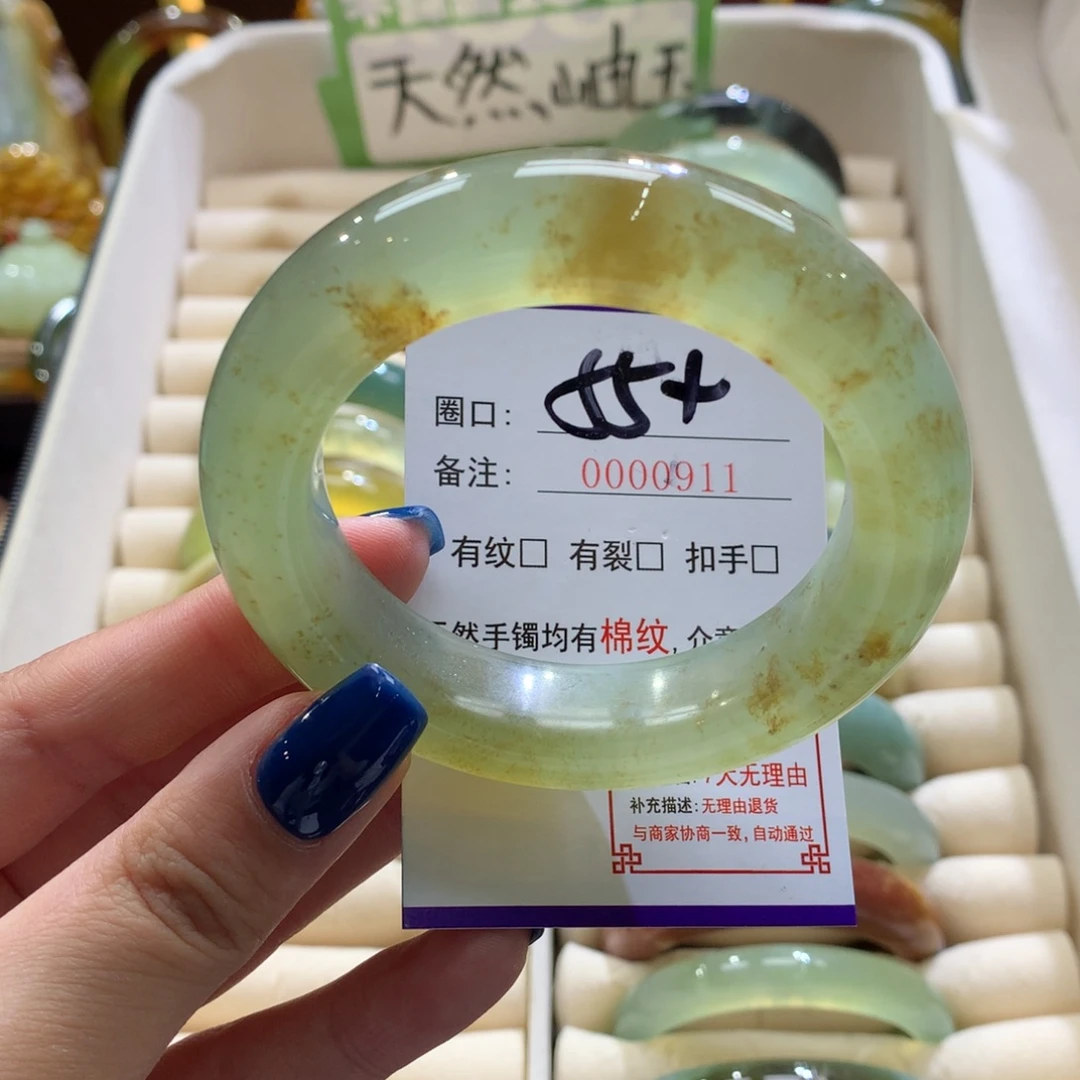 天然岫玉
圈口: 55+
备注: 0000911
有纹□ 有裂□ 扣手□
然手镯均有棉纹, 介
7天无理由
补充描述: 无理由退货
与商家协商一致, 自动通过